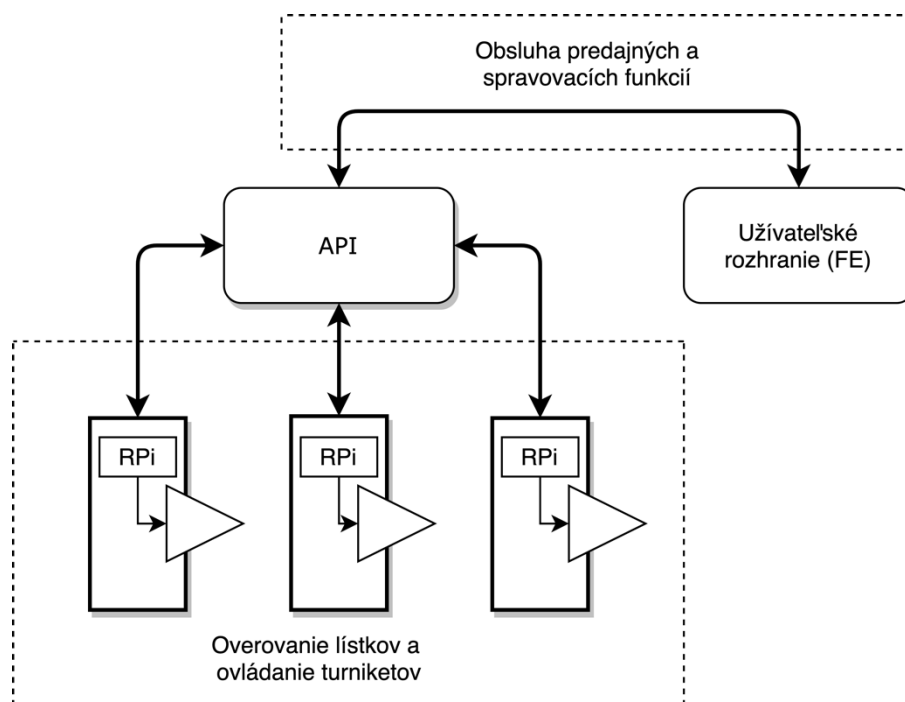 Obsluha predajných a
spravovacích funkcií
API
Užívateľské
rozhranie (FE)
RPi
RPi
RPi
Overovanie lístkov a
ovládanie turniketov